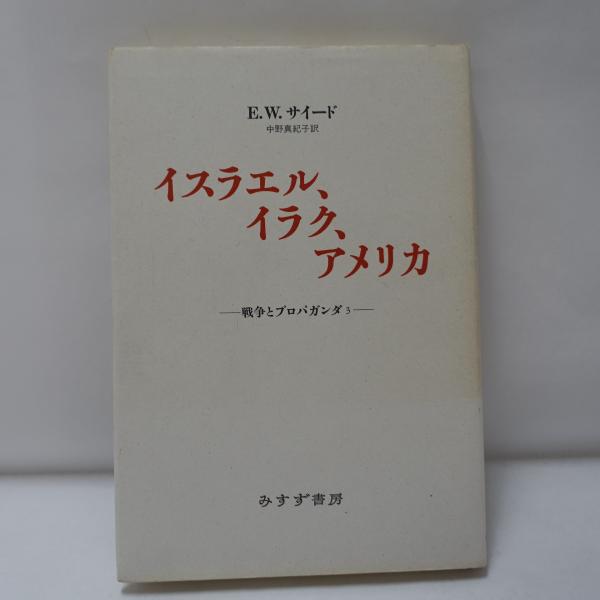 E.W.サイード
中野真紀子訳
イスラエル、
イラク、
アメリカ
—戦争とプロパガンダ 3—
みすず書房